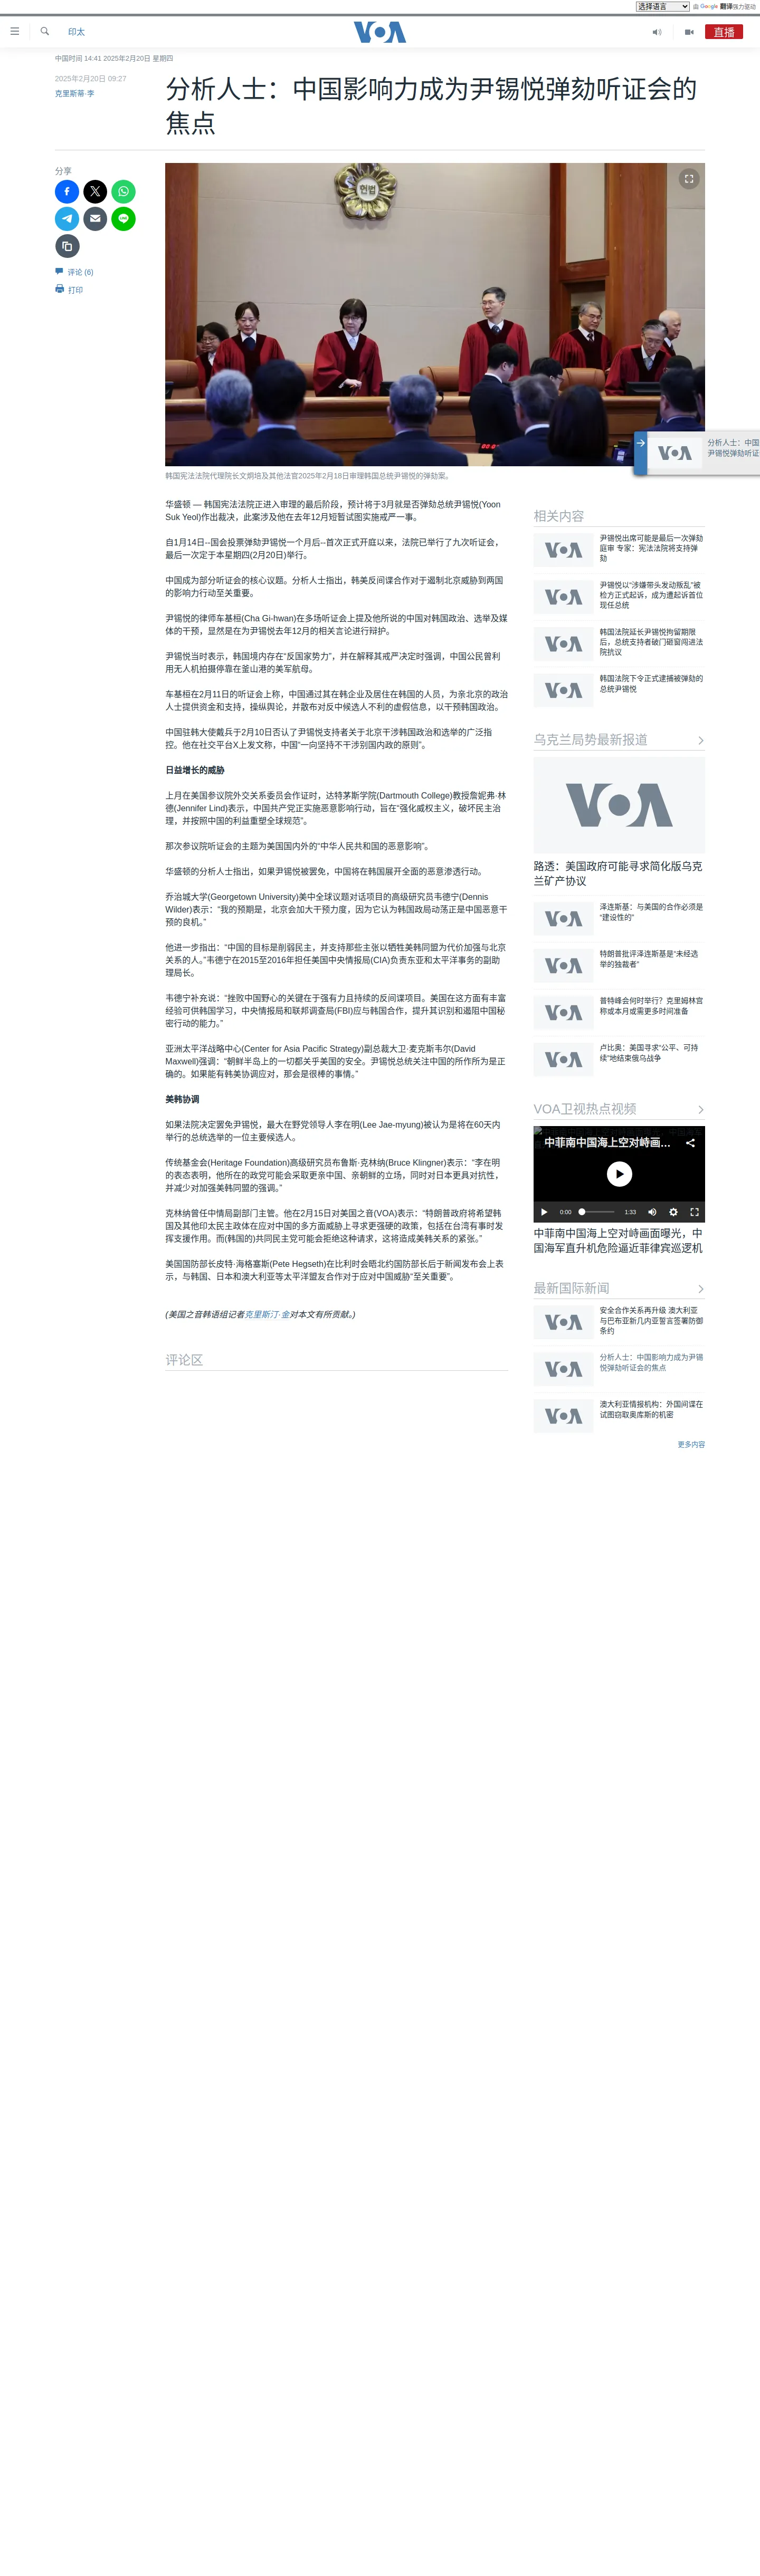 选择语言
由 Google 翻译强力驱动
印太
VOA
直播
中国时间 14:41 2025年2月20日 星期四
2025年2月20日 09:27
克里斯蒂·李
分析人士：中国影响力成为尹锡悦弹劾听证会的
焦点
分享
评论 (6)
打印
헌법
韩国宪法法院代理院长文炯培及其他法官2025年2月18日审理韩国总统尹锡悦的弹劾案。
VOA
分析人士：中国
尹锡悦弹劾听证
华盛顿 — 韩国宪法法院正进入审理的最后阶段，预计将于3月就是否弹劾总统尹锡悦(Yoon
Suk Yeol)作出裁决，此案涉及他在去年12月短暂试图实施戒严一事。
自1月14日--国会投票弹劾尹锡悦一个月后--首次正式开庭以来，法院已举行了九次听证会，
最后一次定于本星期四(2月20日)举行。
中国成为部分听证会的核心议题。分析人士指出，韩美反间谍合作对于遏制北京威胁到两国
的影响力行动至关重要。
尹锡悦的律师车基桓(Cha Gi-hwan)在多场听证会上提及他所说的中国对韩国政治、选举及媒
体的干预，显然是在为尹锡悦去年12月的相关言论进行辩护。
尹锡悦当时表示，韩国境内存在“反国家势力”，并在解释其戒严决定时强调，中国公民曾利
用无人机拍摄停靠在釜山港的美军航母。
车基桓在2月11日的听证会上称，中国通过其在韩企业及居住在韩国的人员，为亲北京的政治
人士提供资金和支持，操纵舆论，并散布对反中候选人不利的虚假信息，以干预韩国政治。
中国驻韩大使戴兵于2月10日否认了尹锡悦支持者关于北京干涉韩国政治和选举的广泛指
控。他在社交平台X上发文称，中国“一向坚持不干涉别国内政的原则”。
日益增长的威胁
上月在美国参议院外交关系委员会作证时，达特茅斯学院(Dartmouth College)教授詹妮弗·林
德(Jennifer Lind)表示，中国共产党正实施恶意影响行动，旨在“强化威权主义，破坏民主治
理，并按照中国的利益重塑全球规范”。
那次参议院听证会的主题为美国国内外的“中华人民共和国的恶意影响”。
华盛顿的分析人士指出，如果尹锡悦被罢免，中国将在韩国展开全面的恶意渗透行动。
乔治城大学(Georgetown University)美中全球议题对话项目的高级研究员韦德宁(Dennis
Wilder)表示：“我的预期是，北京会加大干预力度，因为它认为韩国政局动荡正是中国恶意干
预的良机。”
他进一步指出：“中国的目标是削弱民主，并支持那些主张以牺牲美韩同盟为代价加强与北京
关系的人。”韦德宁在2015至2016年担任美国中央情报局(CIA)负责东亚和太平洋事务的副助
理局长。
韦德宁补充说：“挫败中国野心的关键在于强有力且持续的反间谍项目。美国在这方面有丰富
经验可供韩国学习，中央情报局和联邦调查局(FBI)应与韩国合作，提升其识别和遏阻中国秘
密行动的能力。”
亚洲太平洋战略中心(Center for Asia Pacific Strategy)副总裁大卫·麦克斯韦尔(David
Maxwell)强调：“朝鲜半岛上的一切都关乎美国的安全。尹锡悦总统关注中国的所作所为是正
确的。如果能有韩美协调应对，那会是很棒的事情。”
美韩协调
如果法院决定罢免尹锡悦，最大在野党领导人李在明(Lee Jae-myung)被认为是将在60天内
举行的总统选举的一位主要候选人。
传统基金会(Heritage Foundation)高级研究员布鲁斯·克林纳(Bruce Klingner)表示：“李在明
的表态表明，他所在的政党可能会采取更亲中国、亲朝鲜的立场，同时对日本更具对抗性，
并减少对加强美韩同盟的强调。”
克林纳曾任中情局副部门主管。他在2月15日对美国之音(VOA)表示：“特朗普政府将希望韩
国及其他印太民主政体在应对中国的多方面威胁上寻求更强硬的政策，包括在台湾有事时发
挥支援作用。而(韩国的)共同民主党可能会拒绝这种请求，这将造成美韩关系的紧张。”
美国国防部长皮特·海格塞斯(Pete Hegseth)在比利时会晤北约国防部长后于新闻发布会上表
示，与韩国、日本和澳大利亚等太平洋盟友合作对于应对中国威胁“至关重要”。
(美国之音韩语组记者克里斯汀·金对本文有所贡献。)
评论区
相关内容
VOA
尹锡悦出席可能是最后一次弹劾
庭审 专家：宪法法院将支持弹
劾
VOA
尹锡悦以“涉嫌带头发动叛乱”被
检方正式起诉，成为遭起诉首位
现任总统
VOA
韩国法院延长尹锡悦拘留期限
后，总统支持者破门砸窗闯进法
院抗议
VOA
韩国法院下令正式逮捕被弹劾的
总统尹锡悦
乌克兰局势最新报道
VOA
路透：美国政府可能寻求简化版乌克
兰矿产协议
VOA
泽连斯基：与美国的合作必须是
“建设性的”
VOA
特朗普批评泽连斯基是“未经选
举的独裁者”
VOA
普特峰会何时举行？克里姆林宫
称或本月或需更多时间准备
VOA
卢比奥：美国寻求“公平、可持
续”地结束俄乌战争
VOA卫视热点视频
中菲南中国海上空对峙画…
0:00
1:33
中菲南中国海上空对峙画面曝光，中
国海军直升机危险逼近菲律宾巡逻机
最新国际新闻
VOA
安全合作关系再升级 澳大利亚
与巴布亚新几内亚誓言签署防御
条约
VOA
分析人士：中国影响力成为尹锡
悦弹劾听证会的焦点
VOA
澳大利亚情报机构：外国间谍在
试图窃取奥库斯的机密
更多内容